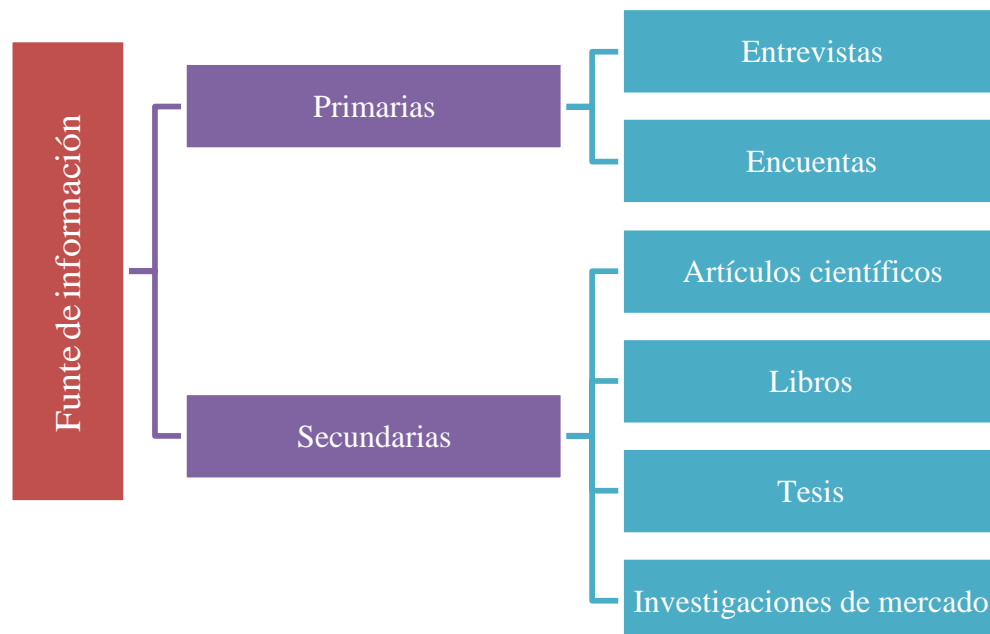 Funte de información
Primarias
Entrevistas
Encuentas
Secundarias
Artículos científicos
Libros
Tesis
Investigaciones de mercado